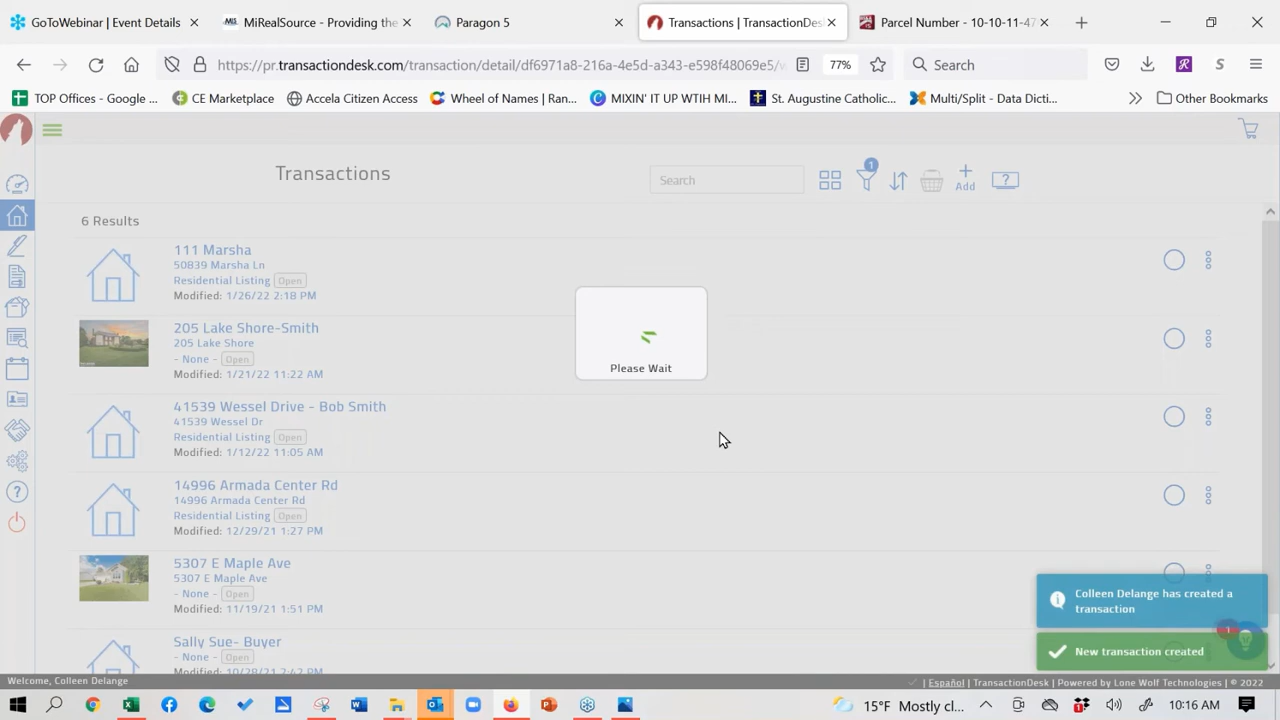 GoToWebinar | Event Details
MIS MiRealSource - Providing the
Paragon 5
Transactions | TransactionDes
Parcel Number - 10-10-11-47
https://pr.transactiondesk.com/transaction/detail/df6971a8-216a-4e5d-a343-e598f48069e5/
77%
Search
TOP Offices - Google ...
CE Marketplace
Accela Citizen Access
Wheel of Names | Ran...
MIXIN' IT UP WTIH MI...
St. Augustine Catholic...
Multi/Split - Data Dicti...
Other Bookmarks
Transactions
Search
1
Add
6 Results
111 Marsha
50839 Marsha Ln
Residential Listing Open
Modified: 1/26/22 2:18 PM
205 Lake Shore-Smith
205 Lake Shore
- None - Open
Modified: 1/21/22 11:22 AM
41539 Wessel Drive - Bob Smith
41539 Wessel Dr
Residential Listing Open
Modified: 1/12/22 11:05 AM
14996 Armada Center Rd
14996 Armada Center Rd
Residential Listing Open
Modified: 12/29/21 1:27 PM
5307 E Maple Ave
5307 E Maple Ave
- None - Open
Modified: 11/19/21 1:51 PM
Sally Sue- Buyer
- None - Open
Modified: 10/28/21 2:42 PM
Please Wait
Colleen Delange has created a
transaction
1
New transaction created
Welcome, Colleen Delange
| Español | TransactionDesk | Powered by Lone Wolf Technologies | © 2022
15°F Mostly cl...
10:16 AM